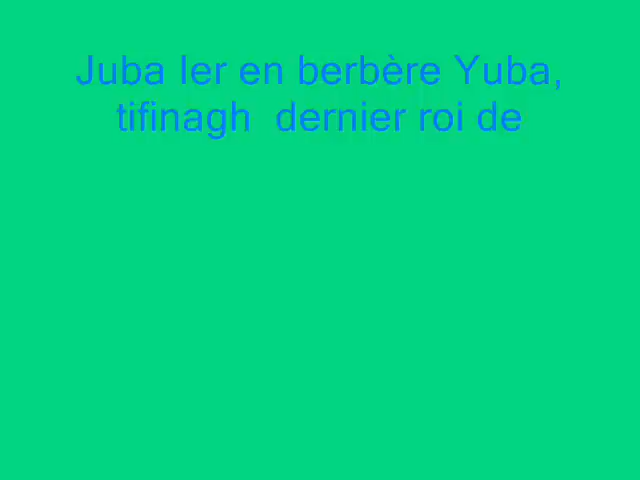 Juba Ier en berbère Yuba,
tifinagh  dernier roi de